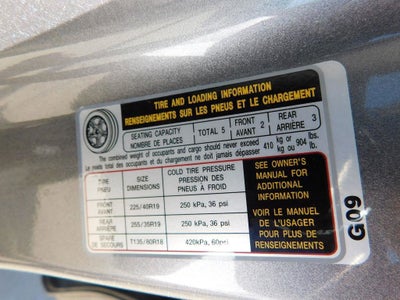 TIRE AND LOADING INFORMATION
RENSEIGNEMENTS SUR LES PNEUS ET LE CHARGEMENT
SEATING CAPACITY
NOMBRE DE PLACES
TOTAL 5
FRONT
AVANT 2
REAR
ARRIÈRE 3
The combined weight of occupants and cargo should never exceed
Le poids total des occupants et du chargement ne doit jamais dépasser
410 kg or
kg ou 904 lbs.
lb.
TIRE
PNEU
SIZE
DIMENSIONS
COLD TIRE PRESSURE
PRESSION DES
PNEUS À FROID
FRONT
AVANT
225/40R19
250 kPa, 36 psi
REAR
ARRIÈRE
255/35R19
250 kPa, 36 psi
SPARE
DE SECOURS
T135/80R18
420kPa, 60psi
SEE OWNER'S
MANUAL FOR
ADDITIONAL
INFORMATION
VOIR LE MANUEL
DE L'USAGER
POUR PLUS DE
RENSEIGNEMENTS
G09